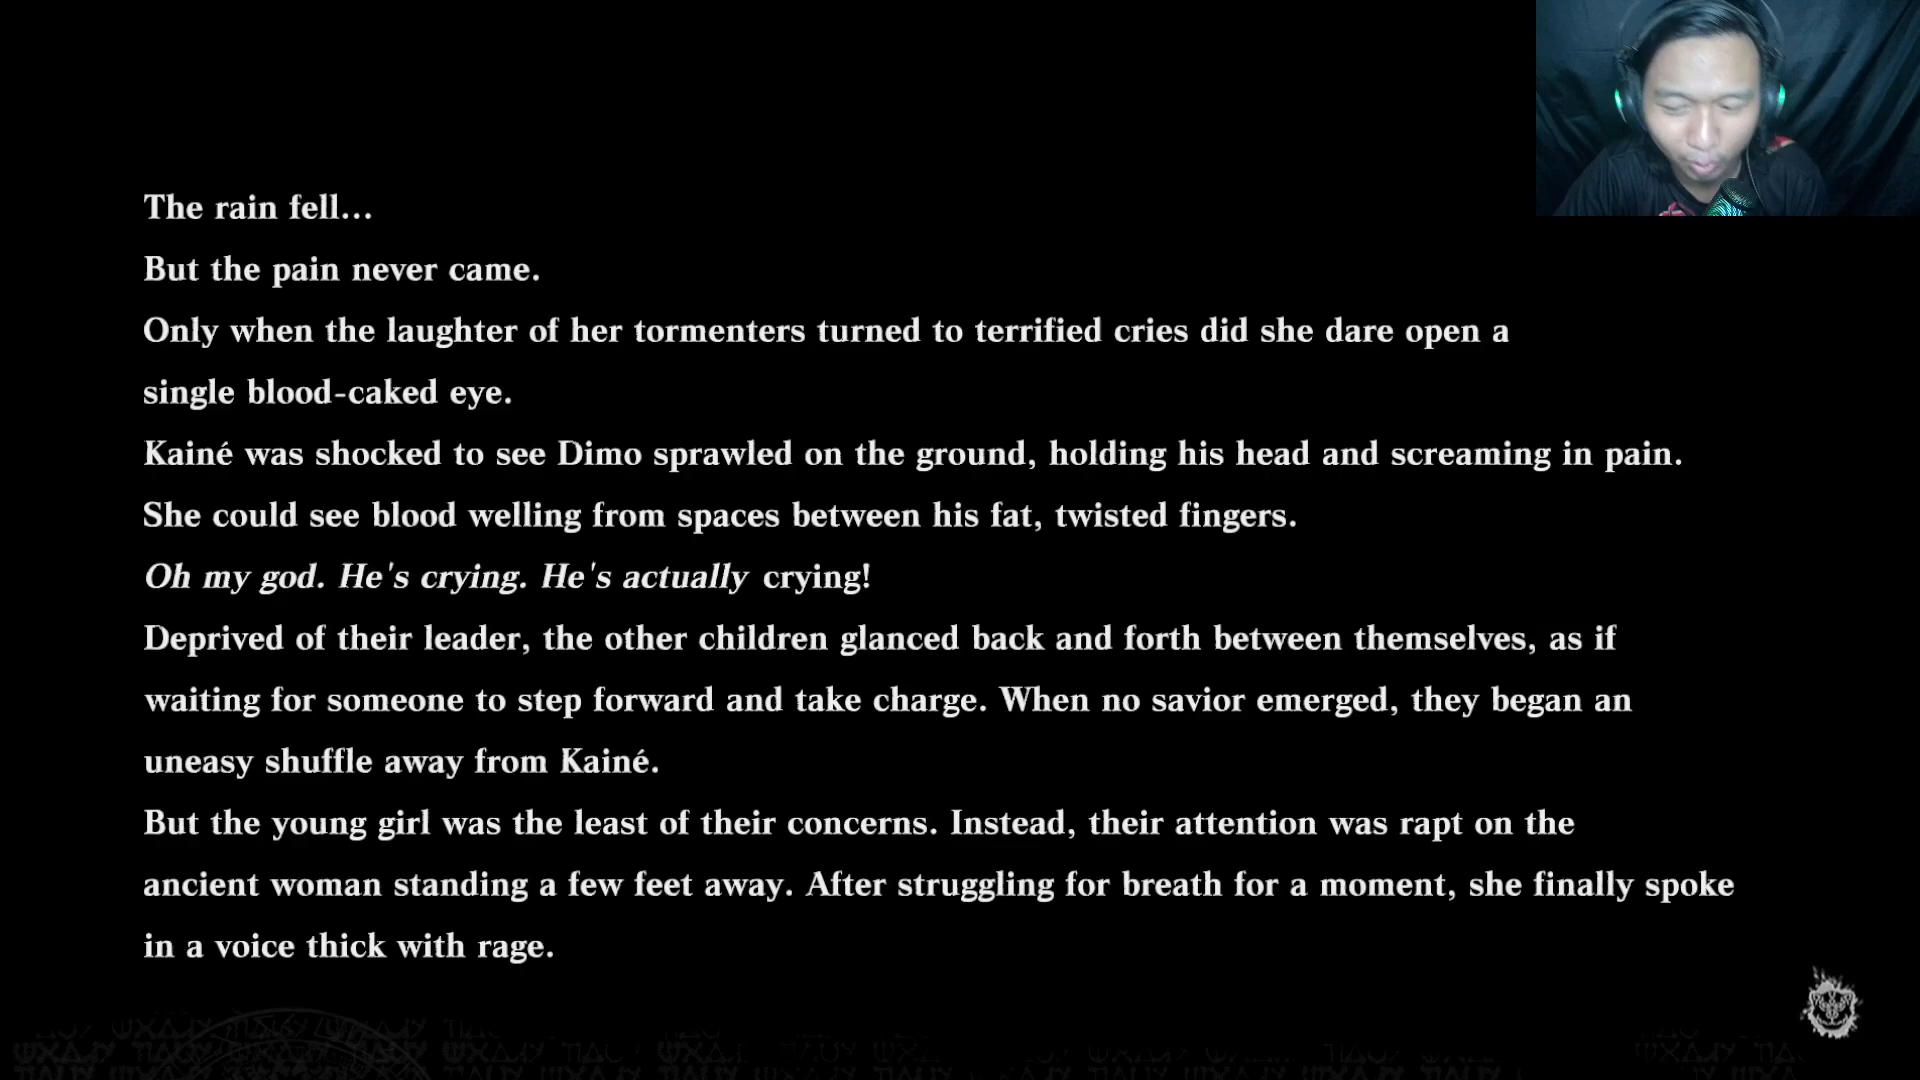 The rain fell...
But the pain never came.
Only when the laughter of her tormenters turned to terrified cries did she dare open a
single blood-caked eye.
Kainé was shocked to see Dimo sprawled on the ground, holding his head and screaming in pain.
She could see blood welling from spaces between his fat, twisted fingers.
Oh my god. He's crying. He's actually crying!
Deprived of their leader, the other children glanced back and forth between themselves, as if
waiting for someone to step forward and take charge. When no savior emerged, they began an
uneasy shuffle away from Kainé.
But the young girl was the least of their concerns. Instead, their attention was rapt on the
ancient woman standing a few feet away. After struggling for breath for a moment, she finally spoke
in a voice thick with rage.